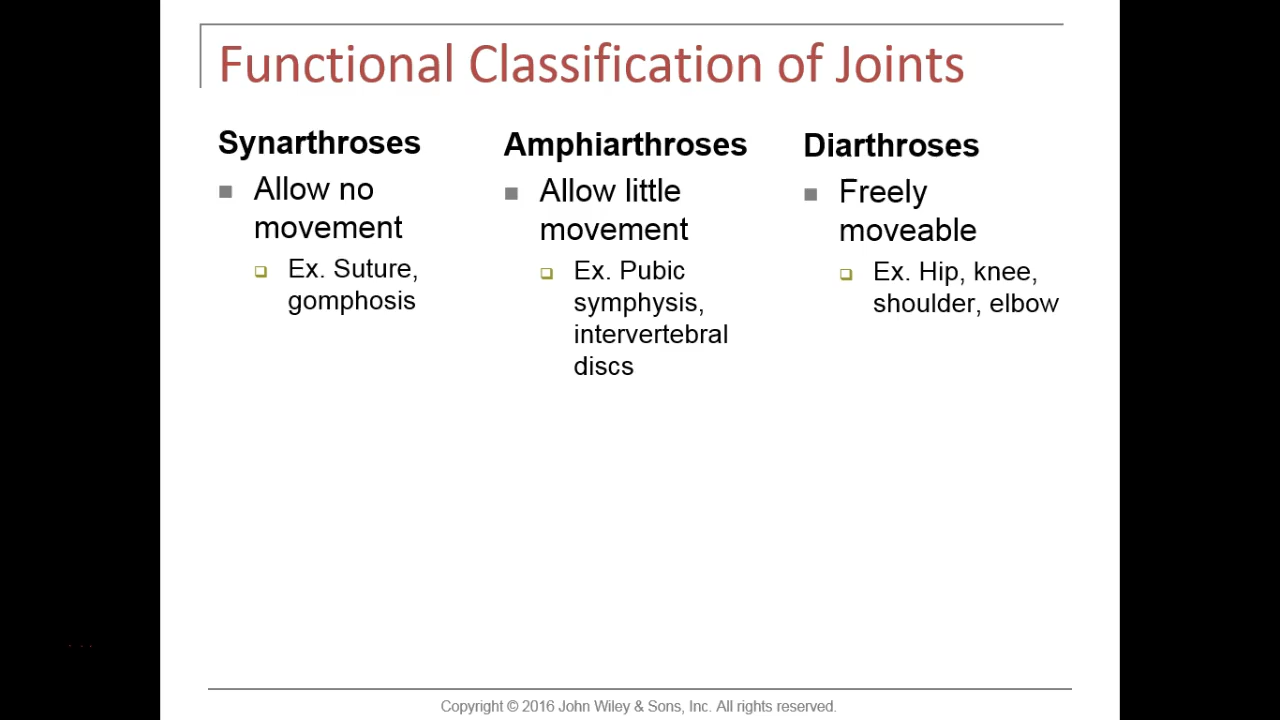 Functional Classification of Joints
Synarthroses
Allow no
movement
Ex. Suture,
gomphosis
Amphiarthroses
Allow little
movement
Ex. Pubic
symphysis,
intervertebral
discs
Diarthroses
Freely
moveable
Ex. Hip, knee,
shoulder, elbow
Copyright © 2016 John Wiley & Sons, Inc. All rights reserved.